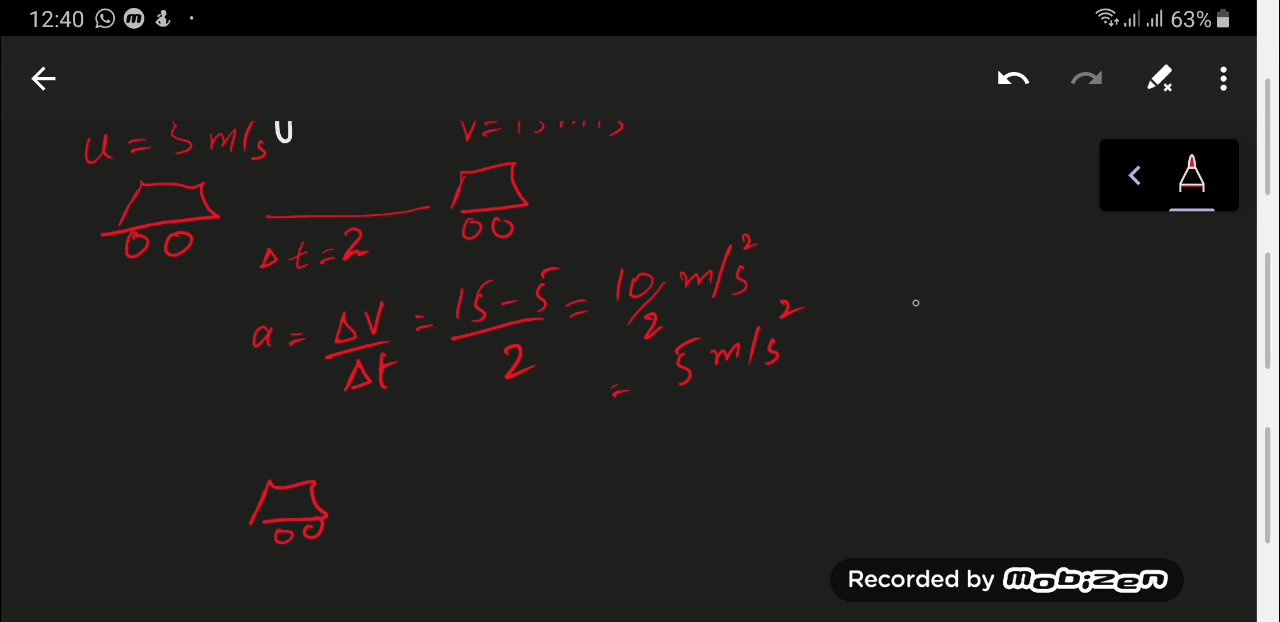 12:40 63%
u = 5 m/s U V = 15 m/s
Δt = 2
a = ΔV/Δt = 15 - 5/2 = 10/2 m/s²
= 5 m/s²
Recorded by mobizen